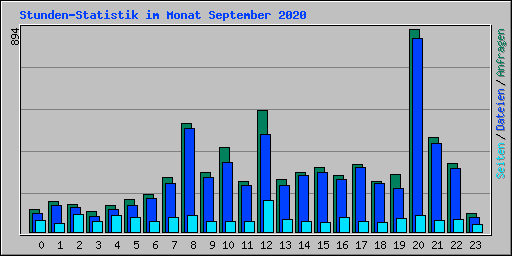 Stunden-Statistik im Monat September 2020
894
Seiten / Dateien / Anfragen
0 1 2 3 4 5 6 7 8 9 10 11 12 13 14 15 16 17 18 19 20 21 22 23